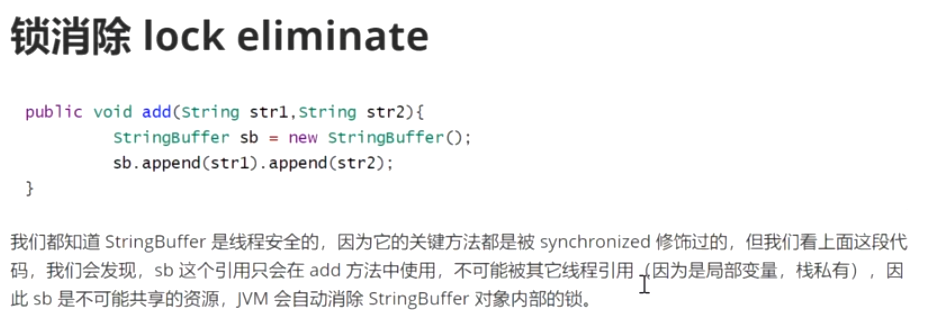 锁消除 lock eliminate
public void add(String str1,String str2){
StringBuffer sb = new StringBuffer();
sb.append(str1).append(str2);
}
我们都知道 StringBuffer 是线程安全的，因为它的关键方法都是被 synchronized 修饰过的，但我们看上面这段代
码，我们会发现，sb 这个引用只会在 add 方法中使用，不可能被其它线程引用（因为是局部变量，栈私有），因
此 sb 是不可能共享的资源，JVM 会自动消除 StringBuffer 对象内部的锁。